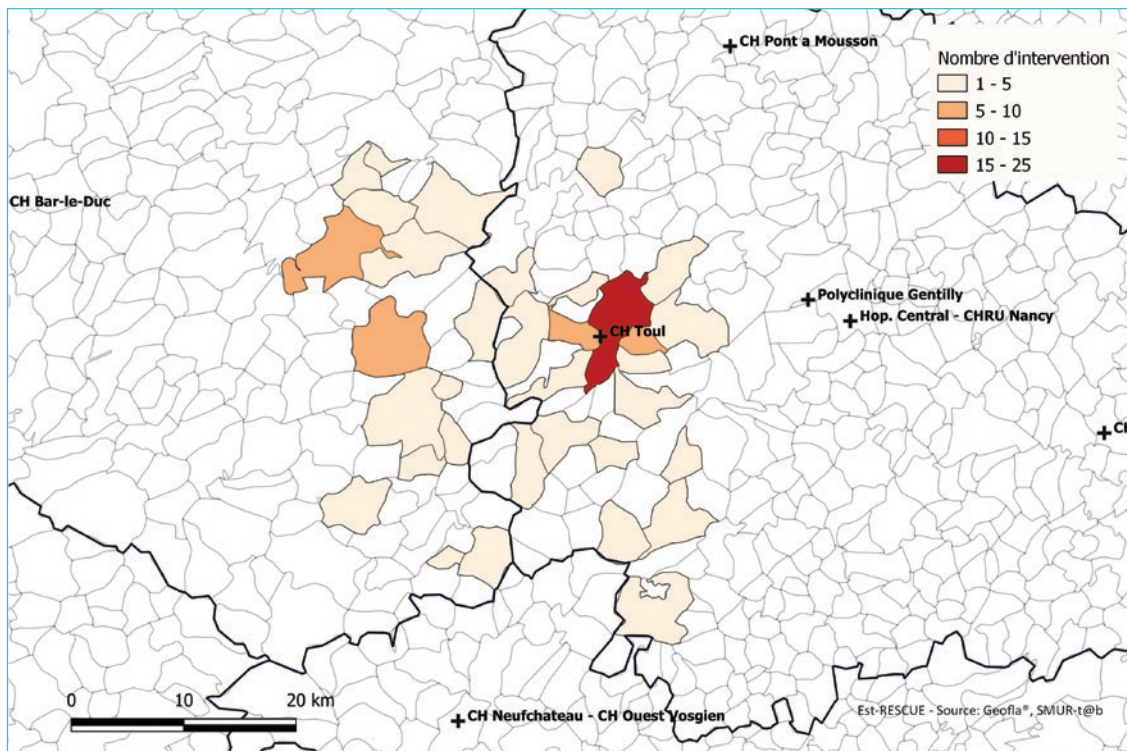 CH Pont a Mousson
Nombre d'intervention
1 - 5
5 - 10
10 - 15
15 - 25
CH Bar-le-Duc
Polyclinique Gentilly
Hop. Central - CHRU Nancy
CH Toul
0 10 20 km
CH Neufchateau - CH Ouest Vosgien
Est-RESCUE - Source: Geofla®, SMUR-t@b